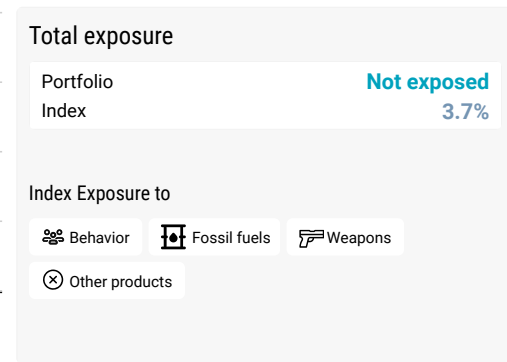 Total exposure
Portfolio Not exposed
Index 3.7%
Index Exposure to
Behavior Fossil fuels Weapons
Other products